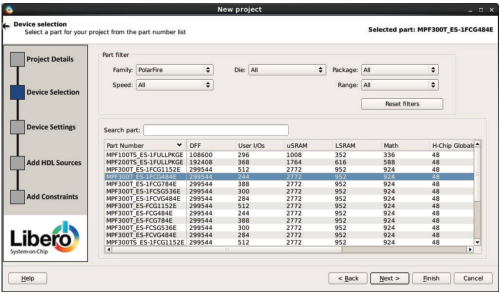 New project
Device selection
Select a part for your project from the part number list
Selected part: MPF300T_ES-1FCG484E
Project Details
Device Selection
Device Settings
Add HDL Sources
Add Constraints
Libero
System-on-Chip
Part filter
Family: PolarFire Die: All Package: All
Speed: All Range: All
Reset filters
Search part:
Part Number DFF User I/Os uSRAM LSRAM Math H-Chip Globals
MPF100TS_ES-1FULLPKGE 108600 296 1008 352 336 48
MPF200TS_ES-1FULLPKGE 192408 368 1764 616 588 48
MPF300T_ES-1FCG1152E 299544 512 2772 952 924 48
MPF300T_ES-1FCG484E 299544 244 2772 952 924 48
MPF300T_ES-1FCG784E 299544 388 2772 952 924 48
MPF300T_ES-1FCSG536E 299544 300 2772 952 924 48
MPF300T_ES-1FCVG484E 299544 284 2772 952 924 48
MPF300T_ES-FCG1152E 299544 512 2772 952 924 48
MPF300T_ES-FCG484E 299544 244 2772 952 924 48
MPF300T_ES-FCG784E 299544 388 2772 952 924 48
MPF300T_ES-FCSG536E 299544 300 2772 952 924 48
MPF300T_ES-FCVG484E 299544 284 2772 952 924 48
MPF300TS_ES-1FCG1152E 299544 512 2772 952 924 48
Help
< Back Next > Finish Cancel